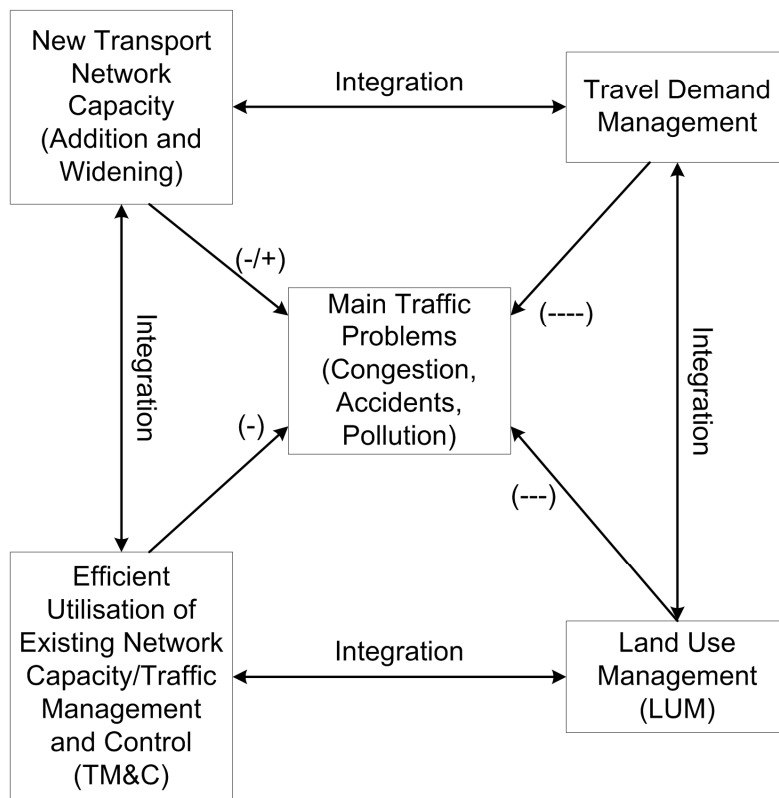 New Transport
Network
Capacity
(Addition and
Widening)
Integration
Travel Demand
Management
(-/+)
(----)
Integration
Integration
Main Traffic
Problems
(Congestion,
Accidents,
Pollution)
(-)
(---)
Efficient
Utilisation of
Existing Network
Capacity/Traffic
Management
and Control
(TM&C)
Integration
Land Use
Management
(LUM)